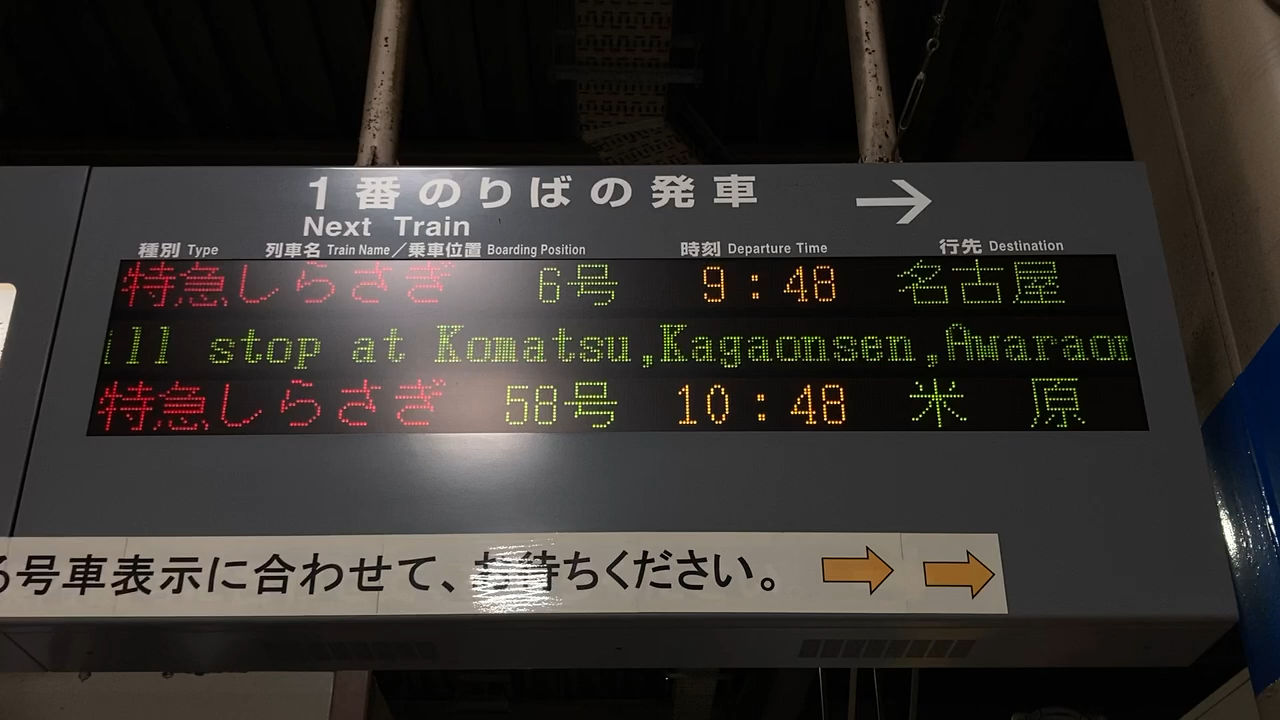 1番のりばの発車 →
Next Train
種別 Type 列車名 Train Name／乗車位置 Boarding Position 時刻 Departure Time 行先 Destination
特急しらさぎ 6号 9:48 名古屋
ill stop at Komatsu,Kagaonsen,Awaraon
特急しらさぎ 58号 10:48 米原
号車表示に合わせて、お待ちください。